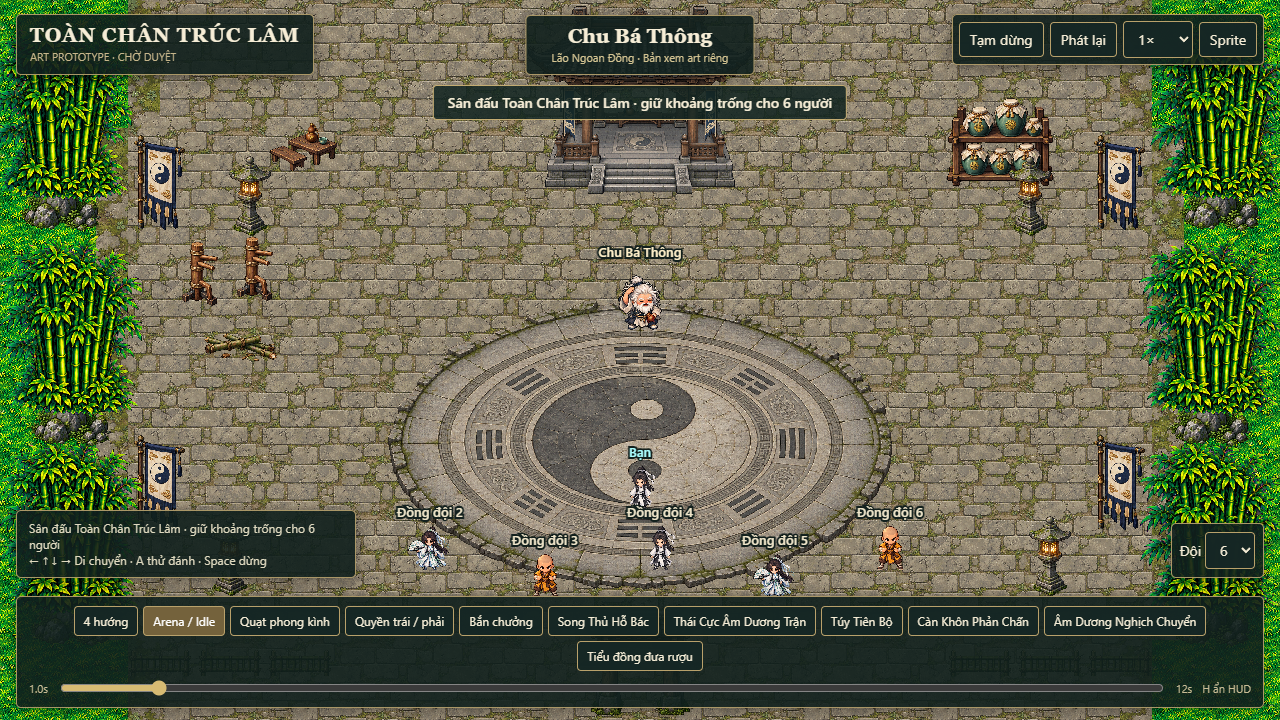 TOÀN CHÂN TRÚC LÂM
ART PROTOTYPE · CHỜ DUYỆT
Chu Bá Thông
Lão Ngoan Đồng · Bản xem art riêng
Tạm dừng
Phát lại
1×
Sprite
Sân đấu Toàn Chân Trúc Lâm · giữ khoảng trống cho 6 người
Chu Bá Thông
Bạn
Đồng đội 2
Đồng đội 3
Đồng đội 4
Đồng đội 5
Đồng đội 6
Sân đấu Toàn Chân Trúc Lâm · giữ khoảng trống cho 6
người
← ↑↓ → Di chuyển · A thử đánh · Space dừng
Đội
6
4 hướng
Arena / Idle
Quạt phong kình
Quyền trái / phải
Bắn chưởng
Song Thủ Hỗ Bác
Thái Cực Âm Dương Trận
Túy Tiên Bộ
Càn Khôn Phản Chấn
Âm Dương Nghịch Chuyển
Tiểu đồng đưa rượu
1.0s
12s
H ẩn HUD